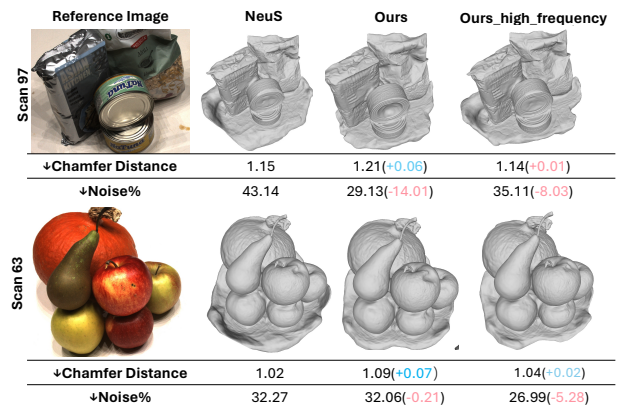 Reference Image NeuS Ours Ours_high_frequency
Scan 97
↓Chamfer Distance 1.15 1.21(+0.06) 1.14(+0.01)
↓Noise% 43.14 29.13(-14.01) 35.11(-8.03)
Scan 63
↓Chamfer Distance 1.02 1.09(+0.07) 1.04(+0.02)
↓Noise% 32.27 32.06(-0.21) 26.99(-5.28)